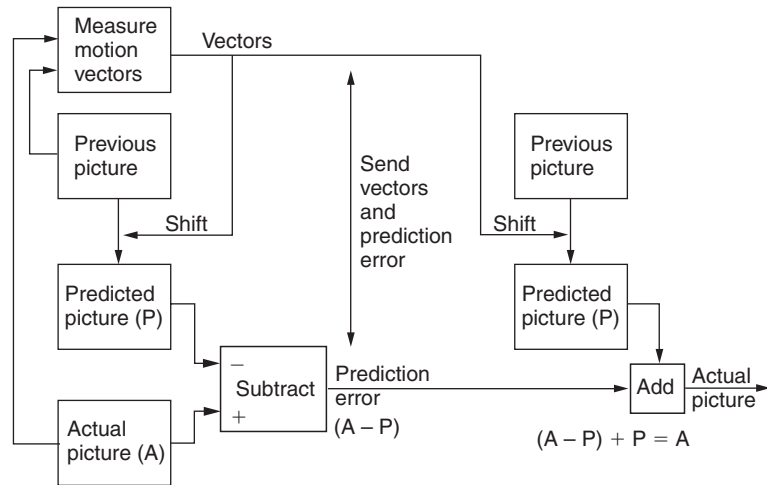 Measure
motion
vectors
Vectors
Previous
picture
Shift
Predicted
picture (P)
Actual
picture (A)
−
Subtract
+
Send
vectors
and
prediction
error
Prediction
error
(A – P)
Previous
picture
Shift
Predicted
picture (P)
Add
Actual
picture
(A – P) + P = A